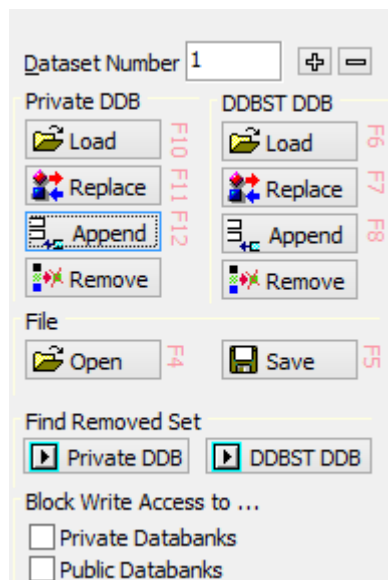 Dataset Number 1
Private DDB DDBST DDB
Load F10 Load F6
Replace F11 Replace F7
Append F12 Append F8
Remove Remove
File
Open F4 Save F5
Find Removed Set
Private DDB DDBST DDB
Block Write Access to ...
Private Databanks
Public Databanks